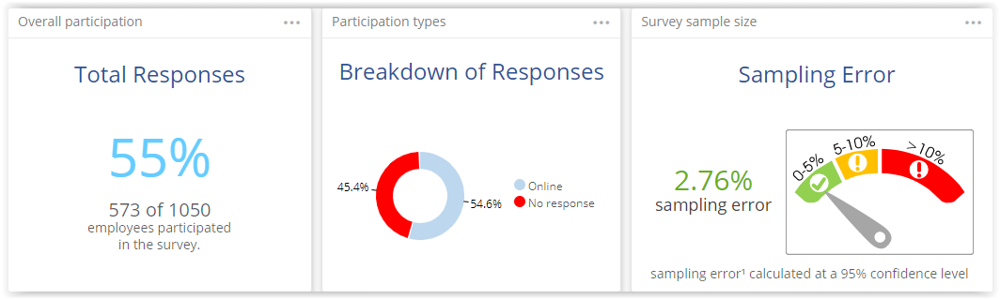 Overall participation
Total Responses
55%
573 of 1050
employees participated
in the survey.
Participation types
Breakdown of Responses
45.4%
54.6%
Online
No response
Survey sample size
Sampling Error
2.76%
sampling error
0-5%
5-10%
>10%
sampling error¹ calculated at a 95% confidence level